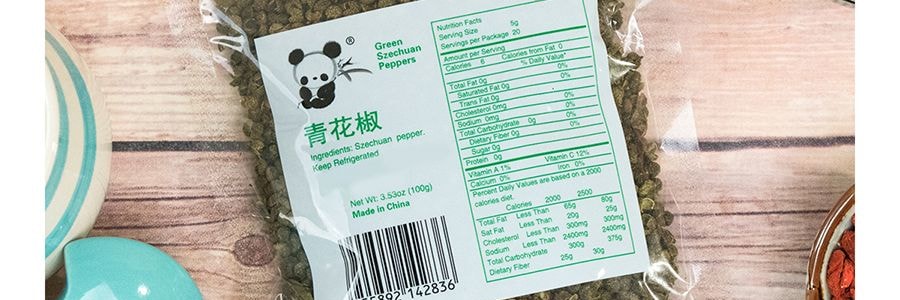 ®
Green
Szechuan
Peppers
青花椒
Ingredients: Szechuan pepper.
Keep Refrigerated
Net Wt: 3.53oz (100g)
Made in China
892 142836
Nutrition Facts
Serving Size 5g
Servings per Package 20
Amount per Serving
Calories 6 Calories from Fat 0
% Daily Value*
Total Fat 0g 0%
Saturated Fat 0g 0%
Trans Fat 0g
Cholesterol 0mg 0%
Sodium 0mg 0%
Total Carbohydrate 0g 0%
Dietary Fiber 0g 0%
Sugar 0g
Protein 0g
Vitamin A 1% Vitamin C 12%
Calcium 0% Iron 0%
Percent Daily Values are based on a 2000
calories diet.
Calories 2000 2500
Total Fat Less Than 65g 80g
Sat Fat Less Than 20g 25g
Cholesterol Less Than 300mg 300mg
Sodium Less Than 2400mg 2400mg
Total Carbohydrate 300g 375g
Dietary Fiber 25g 30g